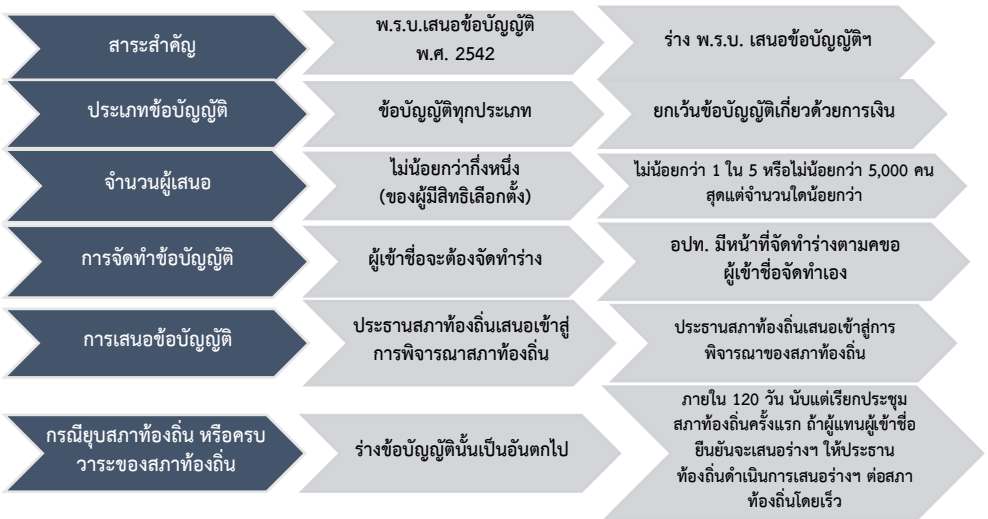 สาระสำคัญ
พ.ร.บ.เสนอข้อบัญญัติ
พ.ศ. 2542
ร่าง พ.ร.บ. เสนอข้อบัญญัติฯ
ประเภทข้อบัญญัติ
ข้อบัญญัติทุกประเภท
ยกเว้นข้อบัญญัติเกี่ยวด้วยการเงิน
จำนวนผู้เสนอ
ไม่น้อยกว่ากึ่งหนึ่ง
(ของผู้มีสิทธิเลือกตั้ง)
ไม่น้อยกว่า 1 ใน 5 หรือไม่น้อยกว่า 5,000 คน
สุดแต่จำนวนใดน้อยกว่า
การจัดทำข้อบัญญัติ
ผู้เข้าชื่อจะต้องจัดทำร่าง
อปท. มีหน้าที่จัดทำร่างตามคขอ
ผู้เข้าชื่อจัดทำเอง
การเสนอข้อบัญญัติ
ประธานสภาท้องถิ่นเสนอเข้าสู่
การพิจารณาสภาท้องถิ่น
ประธานสภาท้องถิ่นเสนอเข้าสู่การ
พิจารณาของสภาท้องถิ่น
กรณียุบสภาท้องถิ่น หรือครบ
วาระของสภาท้องถิ่น
ร่างข้อบัญญัตินั้นเป็นอันตกไป
ภายใน 120 วัน นับแต่เรียกประชุม
สภาท้องถิ่นครั้งแรก ถ้าผู้แทนผู้เข้าชื่อ
ยืนยันจะเสนอร่างฯ ให้ประธาน
ท้องถิ่นดำเนินการเสนอร่างฯ ต่อสภา
ท้องถิ่นโดยเร็ว